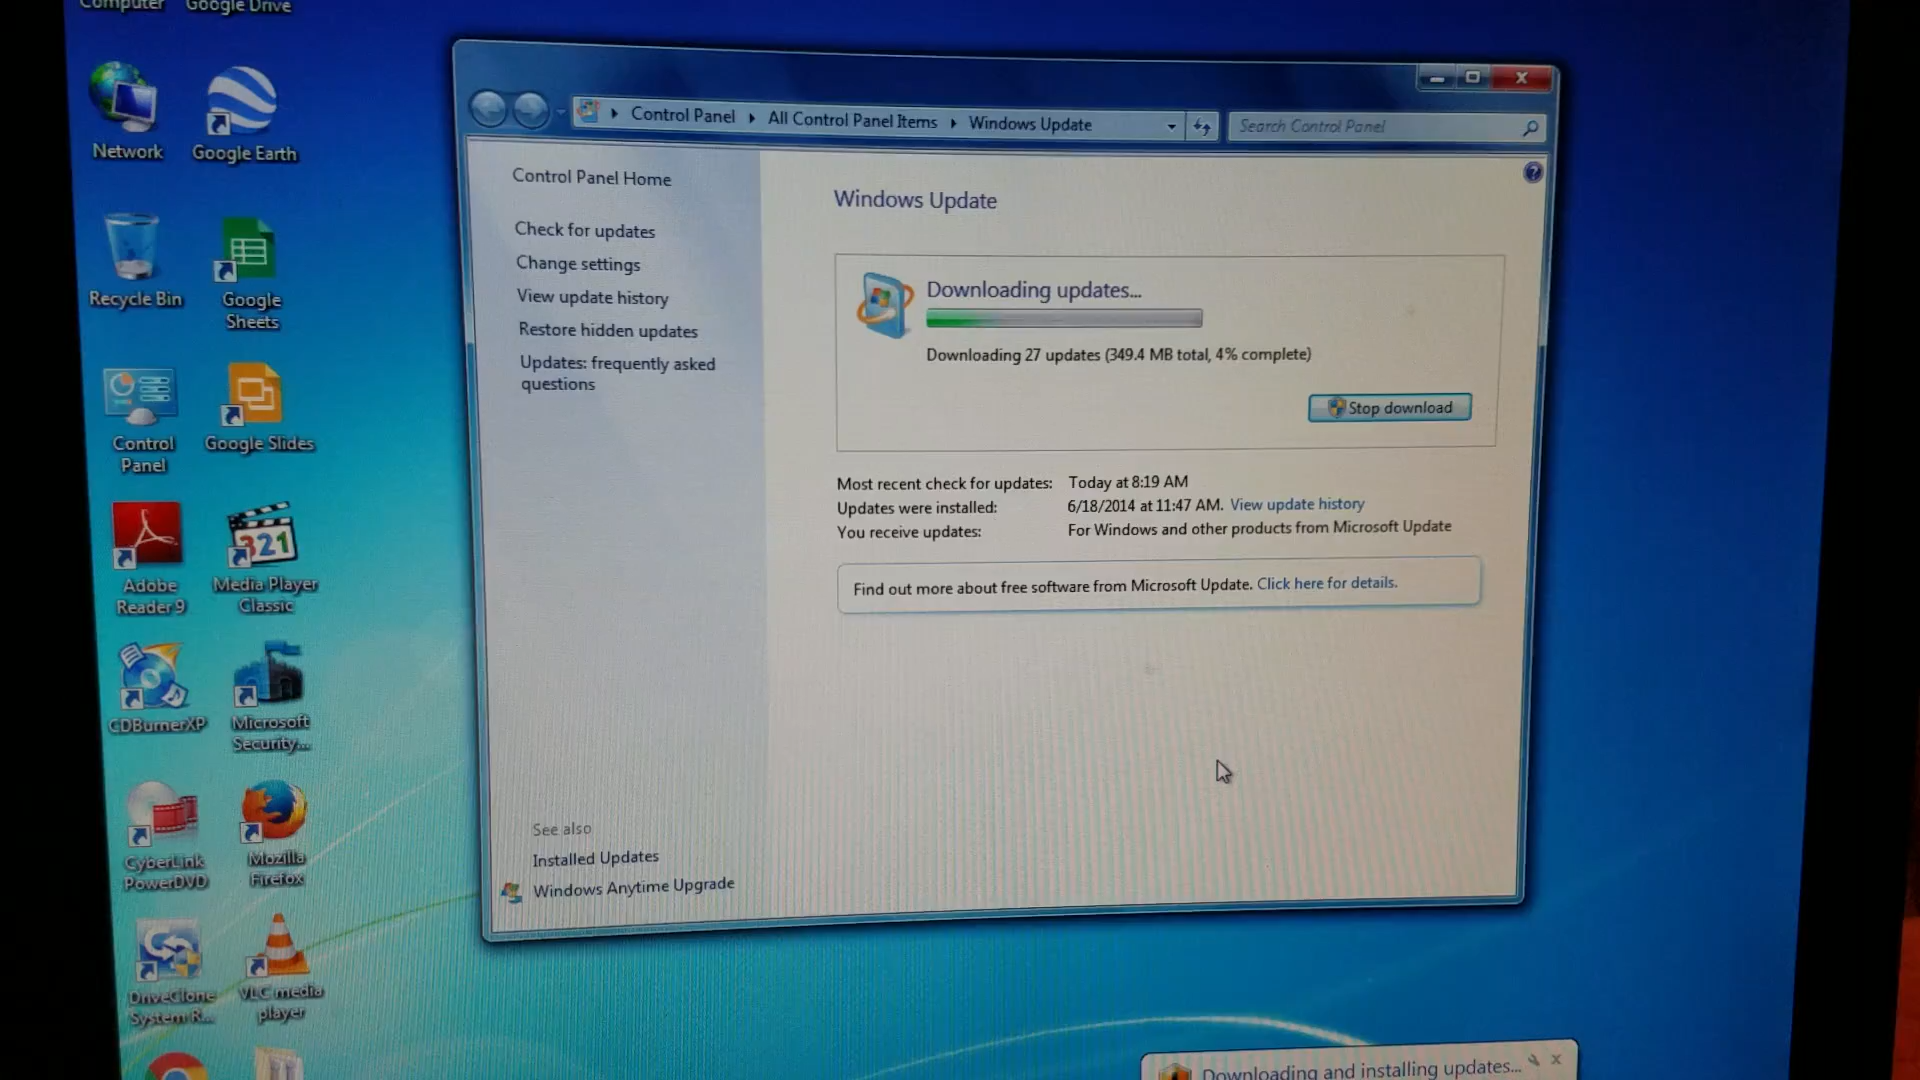 Computer
Google Drive
Network
Google Earth
Recycle Bin
Google
Sheets
Control
Panel
Google Slides
Adobe
Reader 9
Media Player
Classic
321
CDBurnerXP
Microsoft
Security...
CyberLink
PowerDVD
Mozilla
Firefox
DriveClone
System R...
VLC media
player
Control Panel
All Control Panel Items
Windows Update
Search Control Panel
Control Panel Home
Check for updates
Change settings
View update history
Restore hidden updates
Updates: frequently asked
questions
See also
Installed Updates
Windows Anytime Upgrade
Windows Update
Downloading updates...
Downloading 27 updates (349.4 MB total, 4% complete)
Stop download
Most recent check for updates: Today at 8:19 AM
Updates were installed: 6/18/2014 at 11:47 AM. View update history
You receive updates: For Windows and other products from Microsoft Update
Find out more about free software from Microsoft Update. Click here for details.
Downloading and installing updates...